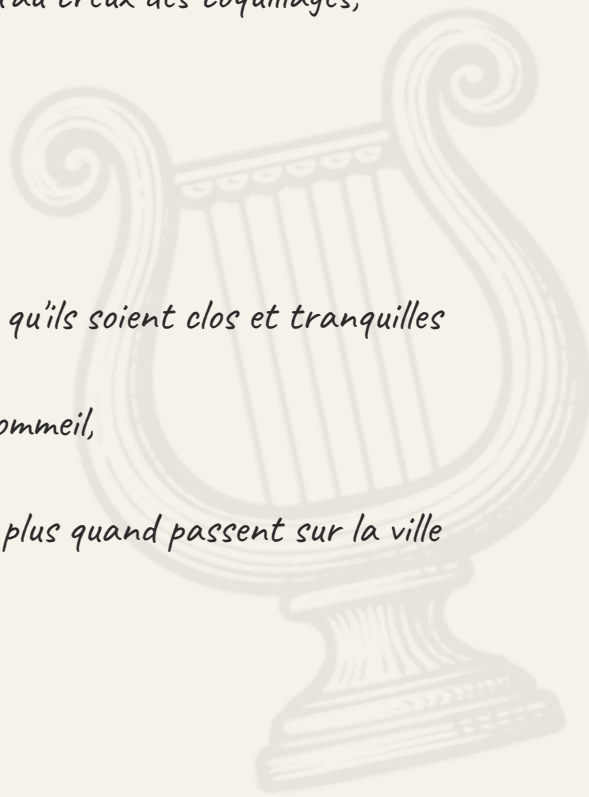 au creux des coquillages,
qu'ils soient clos et tranquilles
ommeil,
plus quand passent sur la ville